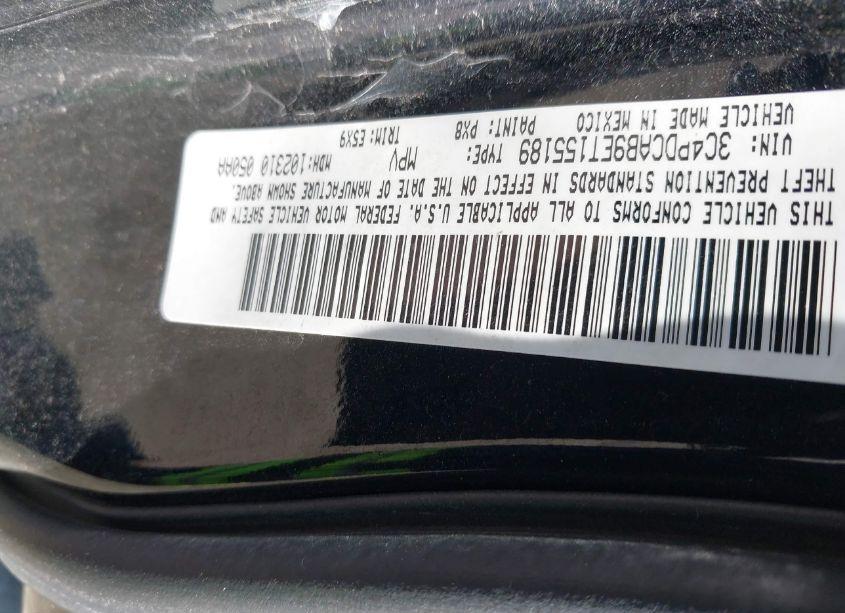 THIS VEHICLE CONFORMS TO ALL APPLICABLE U.S.A. FEDERAL MOTOR VEHICLE SAFETY AND
THEFT PREVENTION STANDARDS IN EFFECT ON THE DATE OF MANUFACTURE SHOWN ABOVE.
VIN: 3C4PDCAB9ET155189 TYPE: MPV MDH:102310 050AA
VEHICLE MADE IN MEXICO PAINT: PX8 TRIM: E5X9